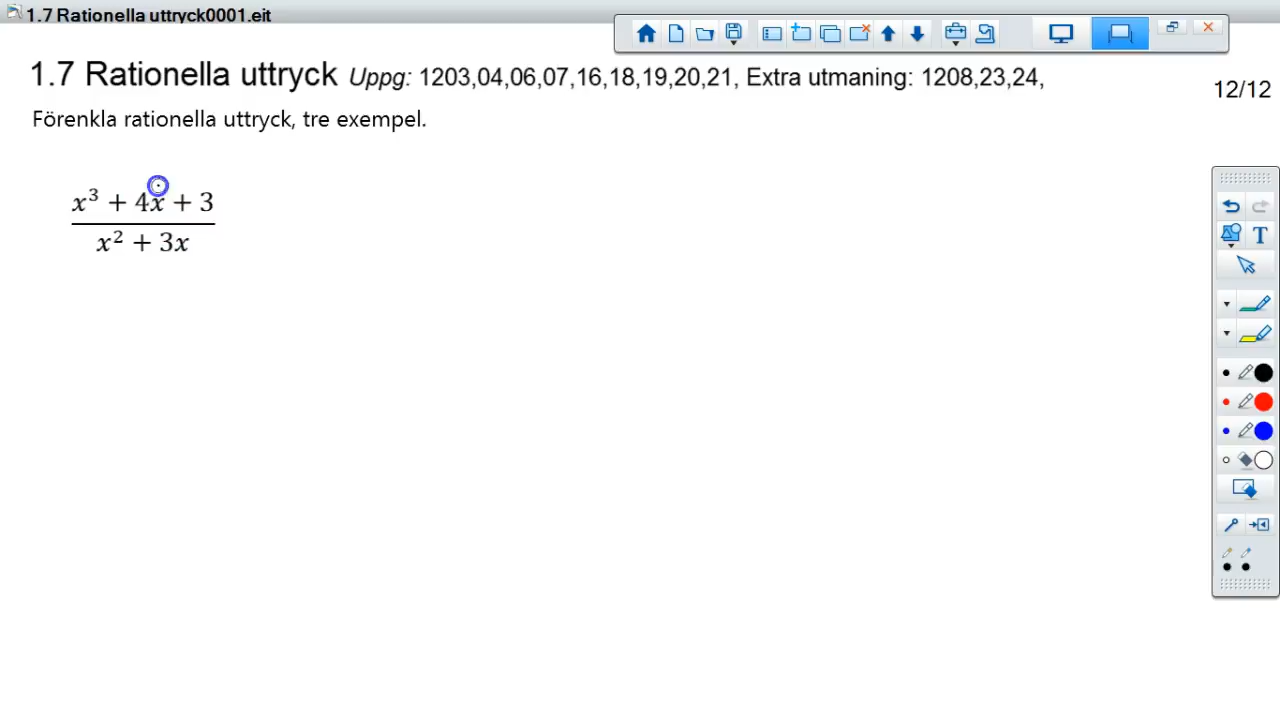 1.7 Rationella uttryck0001.eit
1.7 Rationella uttryck Uppg: 1203,04,06,07,16,18,19,20,21, Extra utmaning: 1208,23,24,
12/12
Förenkla rationella uttryck, tre exempel.
x³ + 4x + 3
x² + 3x
T